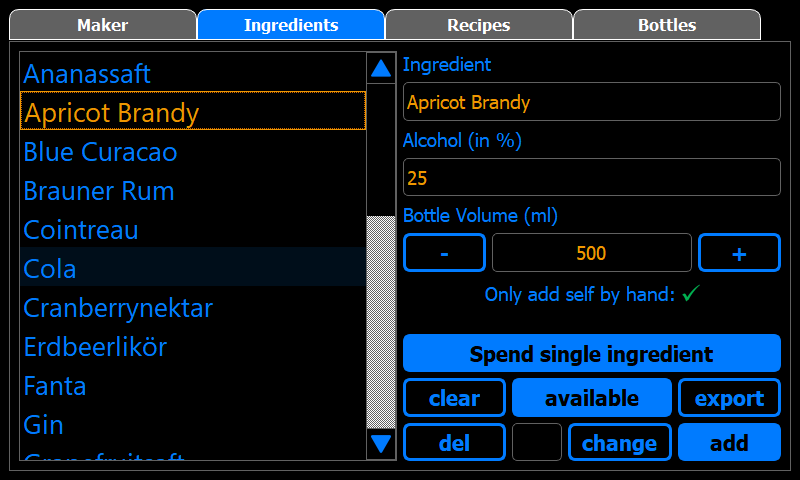 Maker Ingredients Recipes Bottles
Ananassaft
Apricot Brandy
Blue Curacao
Brauner Rum
Cointreau
Cola
Cranberrynektar
Erdbeerlikör
Fanta
Gin
Ingredient
Apricot Brandy
Alcohol (in %)
25
Bottle Volume (ml)
- 500 +
Only add self by hand: ✓
Spend single ingredient
clear available export
del change add